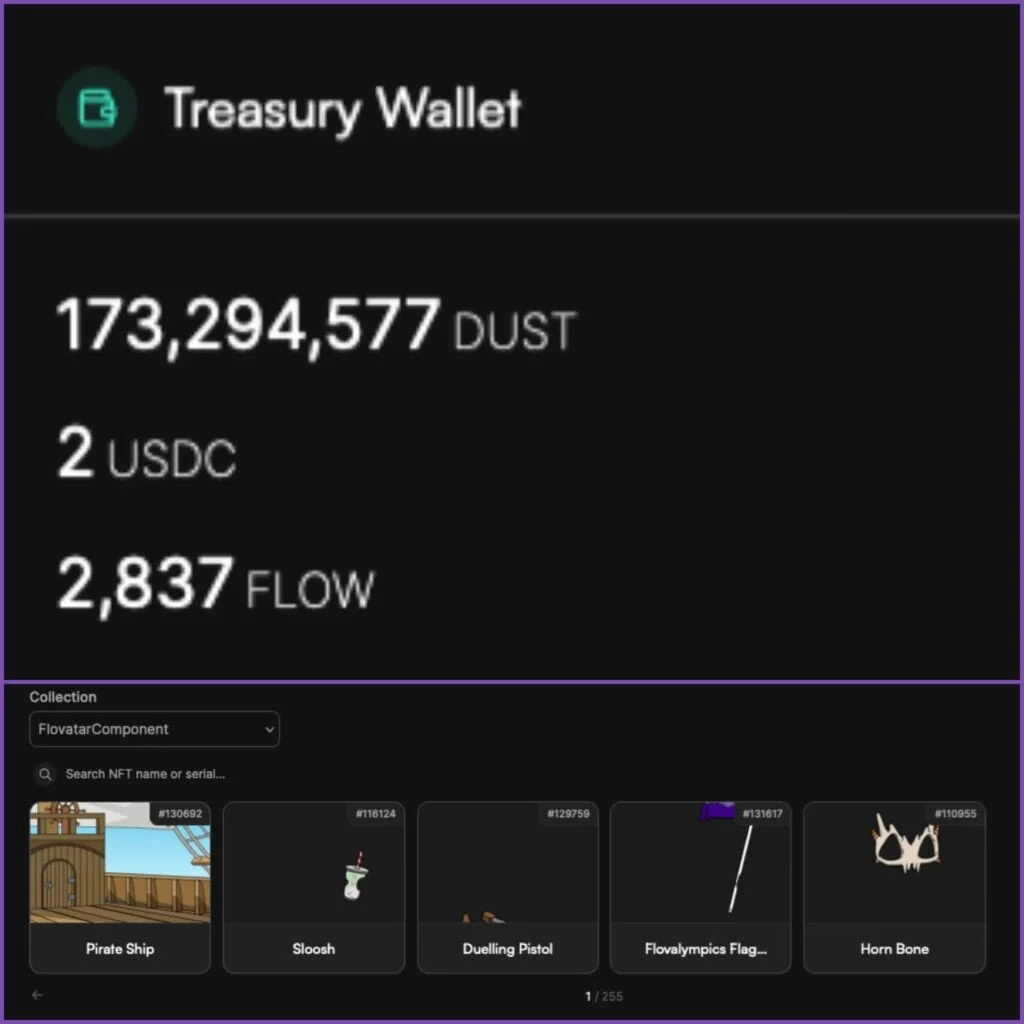 Treasury Wallet
173,294,577 DUST
2 USDC
2,837 FLOW
Collection
FlovatarComponent
Search NFT name or serial...
#130692
#116124
#129759
#131617
#110955
Pirate Ship
Sloosh
Duelling Pistol
Flovalympics Flag...
Horn Bone
1 / 255